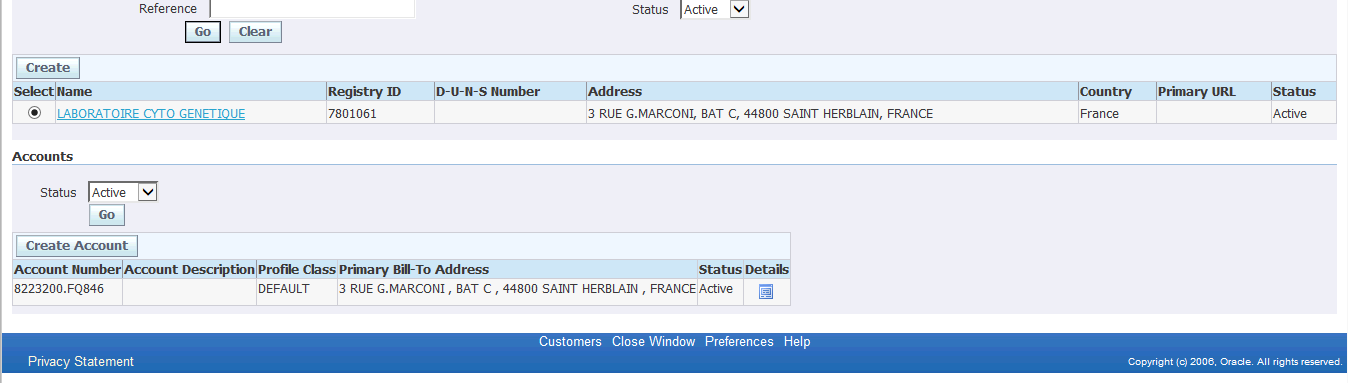 Reference Status Active
Go Clear
Create
Select Name Registry ID D-U-N-S Number Address Country Primary URL Status
LABORATOIRE CYTO GENETIQUE 7801061 3 RUE G.MARCONI, BAT C, 44800 SAINT HERBLAIN, FRANCE France Active
Accounts
Status Active
Go
Create Account
Account Number Account Description Profile Class Primary Bill-To Address Status Details
8223200.FQ846 DEFAULT 3 RUE G.MARCONI , BAT C , 44800 SAINT HERBLAIN , FRANCE Active
Customers Close Window Preferences Help
Privacy Statement Copyright (c) 2006, Oracle. All rights reserved.